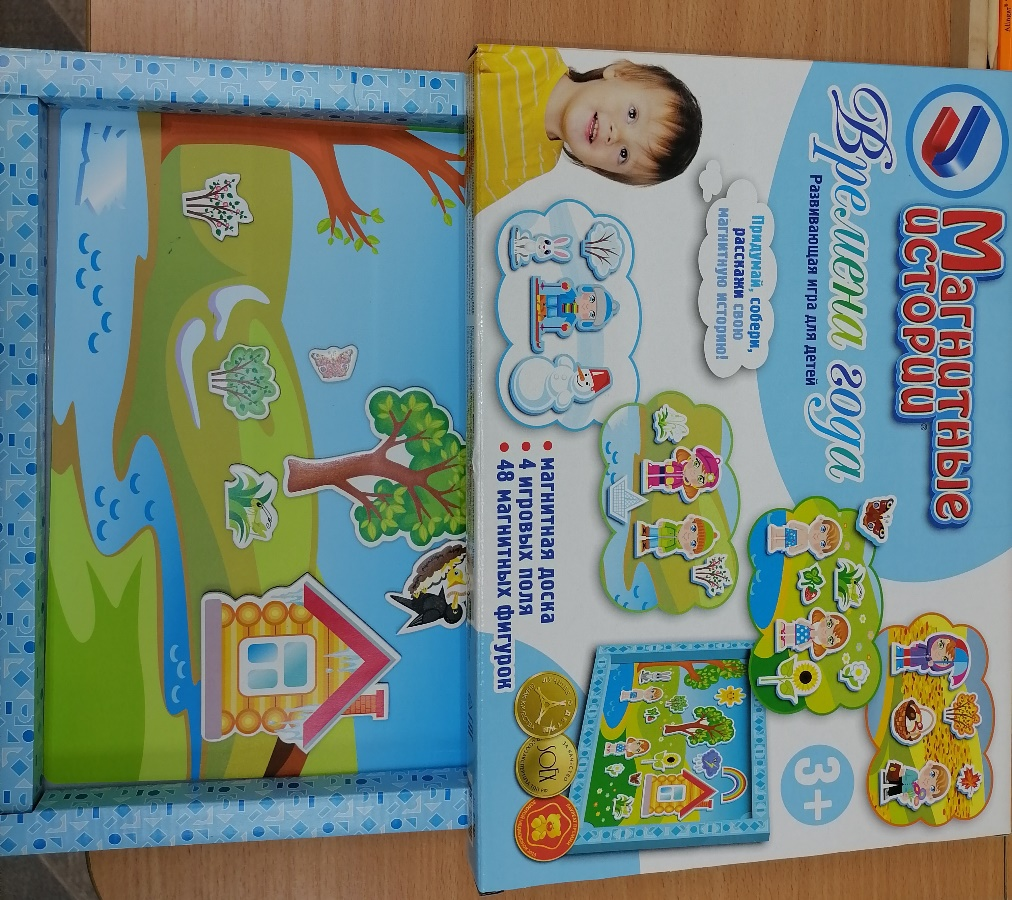 Магнитные
истории®
Времена года
Развивающая игра для детей
Придумай, собери,
расскажи свою
магнитную историю!
магнитная доска
4 игровых поля
48 магнитных фигурок
3+